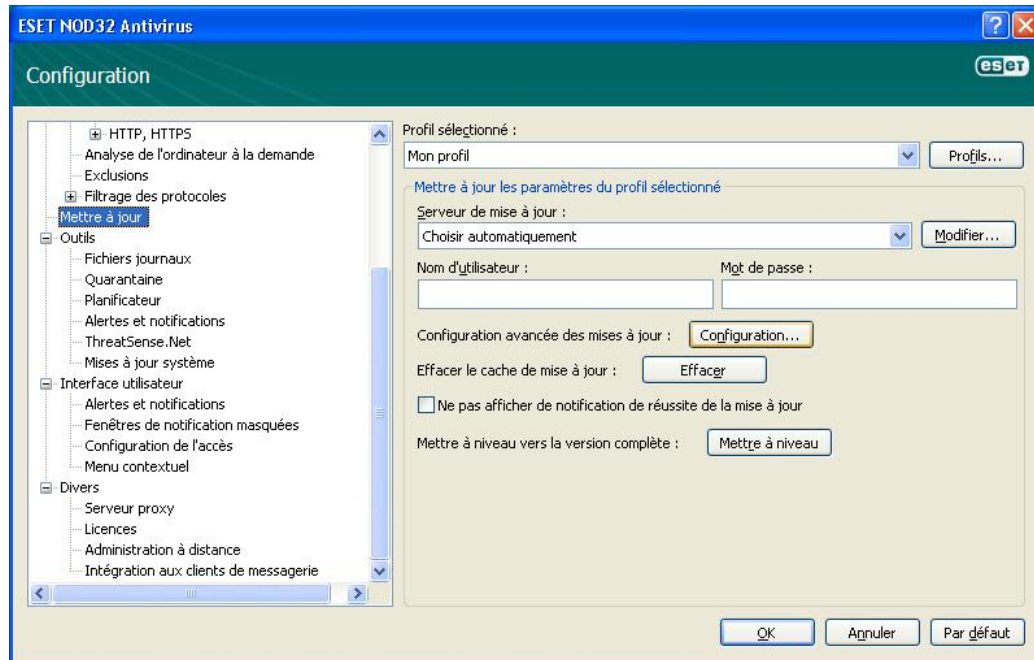 ESET NOD32 Antivirus
Configuration
eseT
HTTP, HTTPS
Analyse de l'ordinateur à la demande
Exclusions
Filtrage des protocoles
Mettre à jour
Outils
Fichiers journaux
Quarantaine
Planificateur
Alertes et notifications
ThreatSense.Net
Mises à jour système
Interface utilisateur
Alertes et notifications
Fenêtres de notification masquées
Configuration de l'accès
Menu contextuel
Divers
Serveur proxy
Licences
Administration à distance
Intégration aux clients de messagerie
Profil sélectionné :
Mon profil
Profils...
Mettre à jour les paramètres du profil sélectionné
Serveur de mise à jour :
Choisir automatiquement
Modifier...
Nom d'utilisateur :
Mot de passe :
Configuration avancée des mises à jour :
Configuration...
Effacer le cache de mise à jour :
Effacer
Ne pas afficher de notification de réussite de la mise à jour
Mettre à niveau vers la version complète :
Mettre à niveau
OK
Annuler
Par défaut